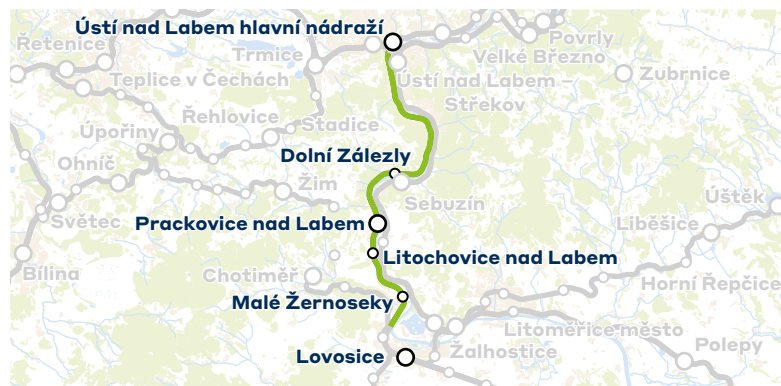 Ústí nad Labem hlavní nádraží
Povrly
Řetenice
Trmice
Velké Březno
Teplice v Čechách
Ústí nad Labem –
Střekov
Zubrnice
Řehlovice
Stadice
Úpořiny
Dolní Zálezly
Ohníč
Žim
Sebuzín
Úštěk
Světec
Prackovice nad Labem
Liběšice
Litochovice nad Labem
Bílina
Chotiměř
Horní Řepčice
Malé Žernoseky
Litoměřice město
Polepy
Lovosice
Žalhostice